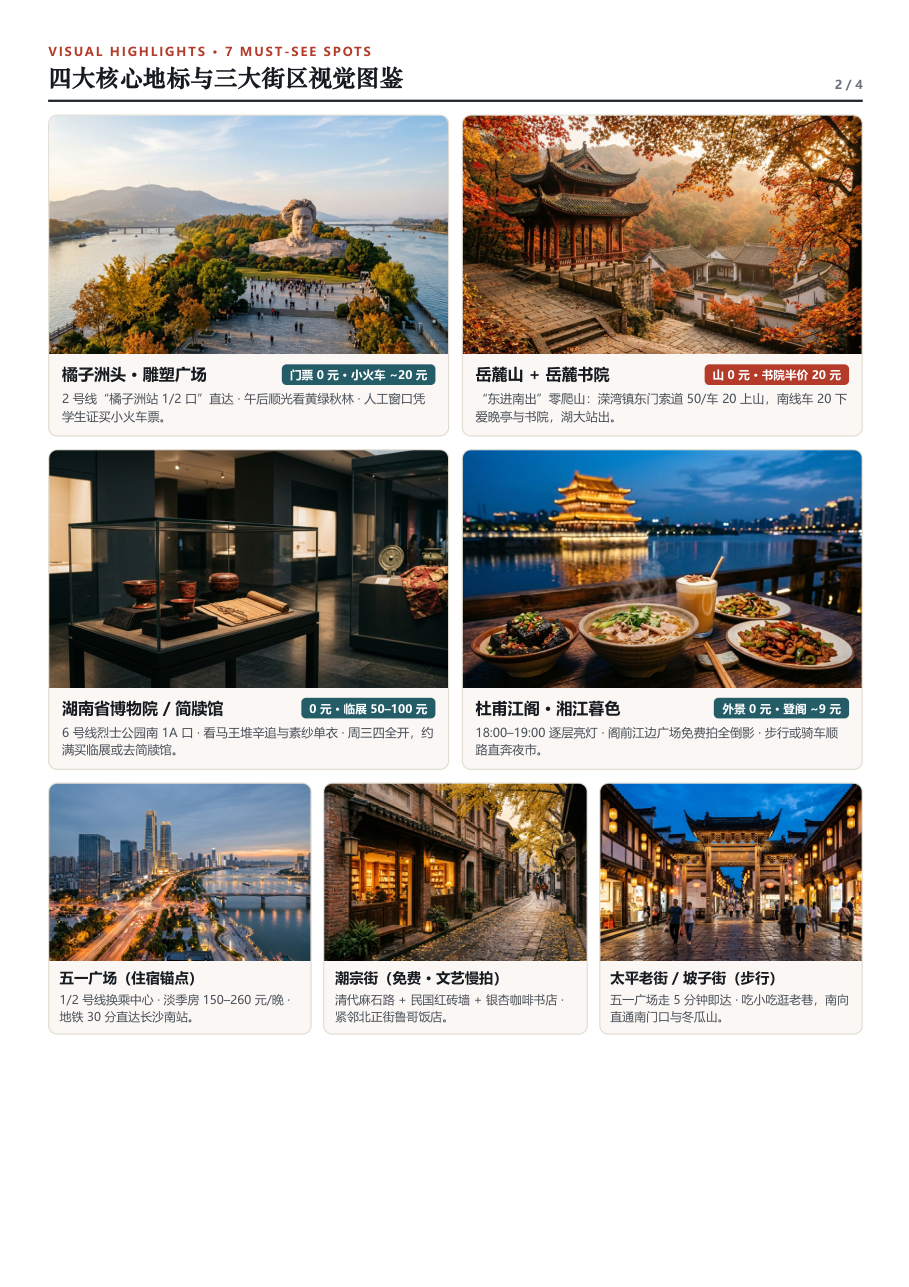 VISUAL HIGHLIGHTS • 7 MUST-SEE SPOTS
四大核心地标与三大街区视觉图鉴
2 / 4
橘子洲头・雕塑广场
门票 0 元・小火车 ~20 元
2 号线“橘子洲站 1/2 口”直达 · 午后顺光看黄绿秋林 · 人工窗口凭
学生证买小火车票。
岳麓山 + 岳麓书院
山 0 元・书院半价 20 元
“东进南出”零爬山：溁湾镇东门索道 50/车 20 上山，南线车 20 下
爱晚亭与书院，湖大站出。
湖南省博物院 / 简牍馆
0 元・临展 50–100 元
6 号线烈士公园南 1A 口 · 看马王堆辛追与素纱单衣 · 周三四全开，约
满买临展或去简牍馆。
杜甫江阁・湘江暮色
外景 0 元・登阁 ~9 元
18:00–19:00 逐层亮灯 · 阁前江边广场免费拍全倒影 · 步行或骑车顺
路直奔夜市。
五一广场（住宿锚点）
1/2 号线换乘中心 · 淡季房 150–260 元/晚 ·
地铁 30 分直达长沙南站。
潮宗街（免费・文艺慢拍）
清代麻石路 + 民国红砖墙 + 银杏咖啡书店 ·
紧邻北正街鲁哥饭店。
太平老街 / 坡子街（步行）
五一广场走 5 分钟即达 · 吃小吃逛老巷，南向
直通南门口与冬瓜山。